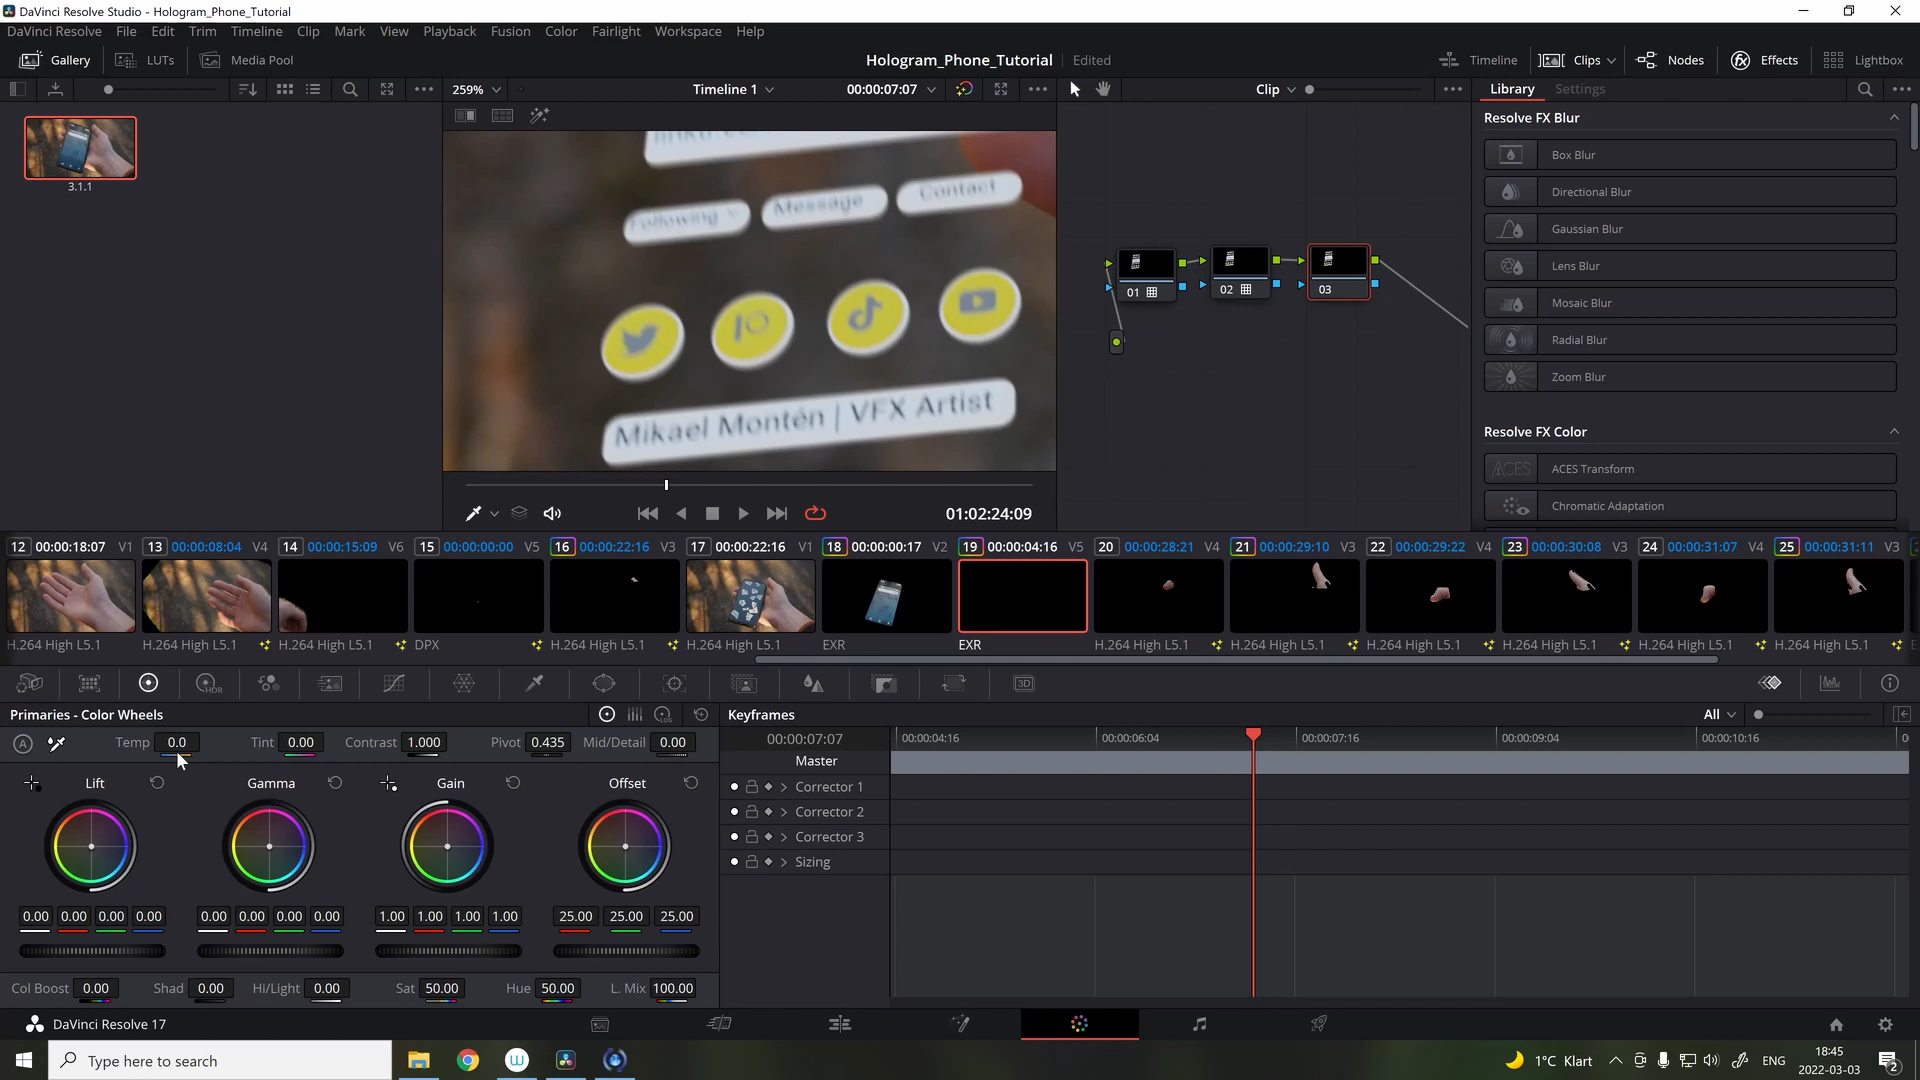 DaVinci Resolve Studio - Hologram_Phone_Tutorial
DaVinci Resolve File Edit Trim Timeline Clip Mark View Playback Fusion Color Fairlight Workspace Help
Gallery LUTs Media Pool Hologram_Phone_Tutorial Edited Timeline Clips Nodes Effects Lightbox
259% Timeline 1 00:00:07:07 Clip Library Settings
3.1.1
Following Message Contact
Mikael Montén | VFX Artist
01 02 03
Resolve FX Blur
Box Blur
Directional Blur
Gaussian Blur
Lens Blur
Mosaic Blur
Radial Blur
Zoom Blur
Resolve FX Color
ACES ACES Transform
Chromatic Adaptation
01:02:24:09
12 00:00:18:07 V1 13 00:00:08:04 V4 14 00:00:15:09 V6 15 00:00:00:00 V5 16 00:00:22:16 V3 17 00:00:22:16 V1 18 00:00:00:17 V2 19 00:00:04:16 V5 20 00:00:28:21 V4 21 00:00:29:10 V3 22 00:00:29:22 V4 23 00:00:30:08 V3 24 00:00:31:07 V4 25 00:00:31:11 V3
H.264 High L5.1 H.264 High L5.1 H.264 High L5.1 DPX H.264 High L5.1 H.264 High L5.1 EXR EXR H.264 High L5.1 H.264 High L5.1 H.264 High L5.1 H.264 High L5.1 H.264 High L5.1 H.264 High L5.1
HDR 3D
Primaries - Color Wheels LOG Keyframes All
A Temp 0.0 Tint 0.00 Contrast 1.000 Pivot 0.435 Mid/Detail 0.00
00:00:07:07 00:00:04:16 00:00:06:04 00:00:07:16 00:00:09:04 00:00:10:16
Master
Lift Gamma Gain Offset
Corrector 1
Corrector 2
Corrector 3
Sizing
0.00 0.00 0.00 0.00 0.00 0.00 0.00 0.00 1.00 1.00 1.00 1.00 25.00 25.00 25.00
Col Boost 0.00 Shad 0.00 Hi/Light 0.00 Sat 50.00 Hue 50.00 L. Mix 100.00
DaVinci Resolve 17
Type here to search
1°C Klart ENG
18:45
2022-03-03
2